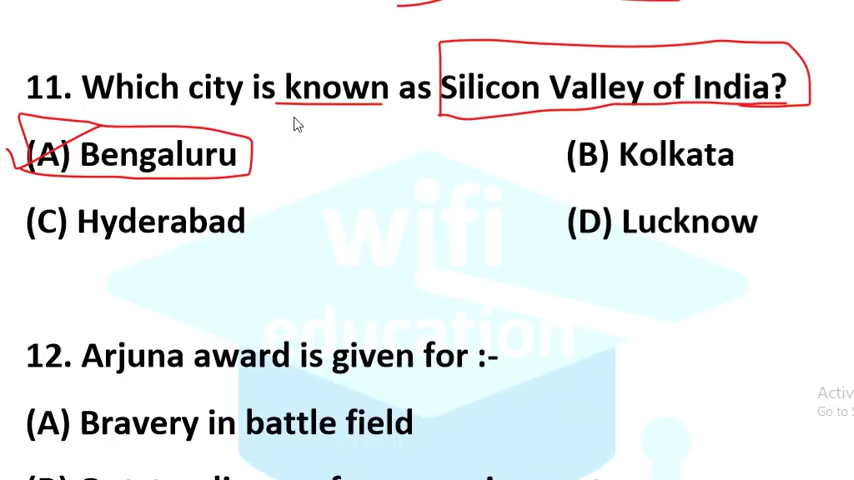 11. Which city is known as Silicon Valley of India?
(A) Bengaluru (B) Kolkata
(C) Hyderabad (D) Lucknow
wifi
education
12. Arjuna award is given for :-
Activ
Go to S
(A) Bravery in battle field